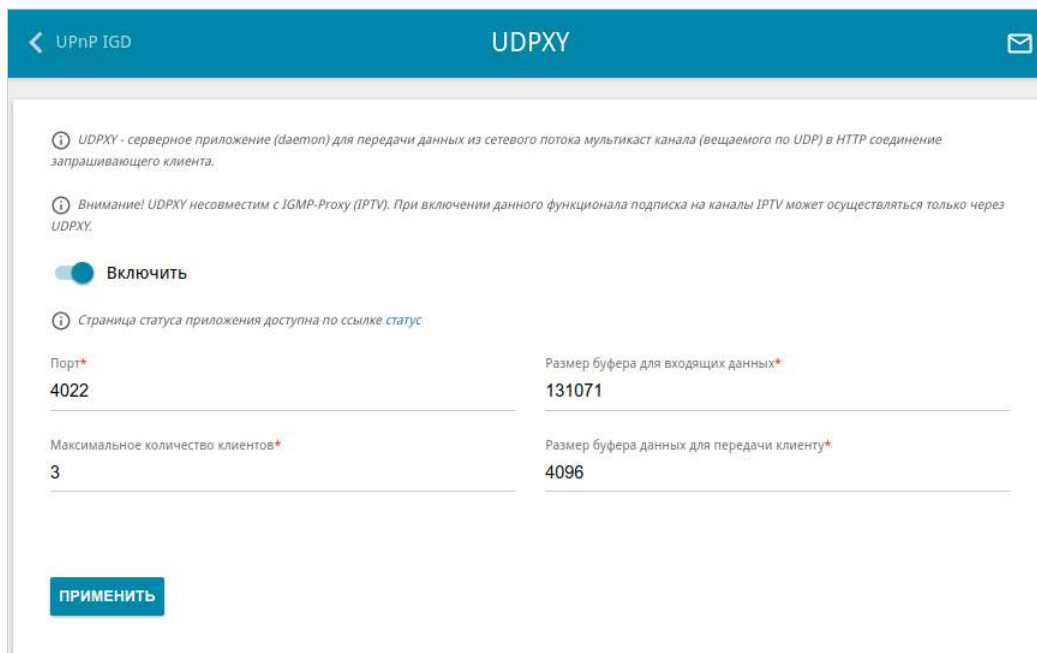 UPnP IGD
UDPXY
UDPXY - серверное приложение (daemon) для передачи данных из сетевого потока мультикаст канала (вещаемого по UDP) в HTTP соединение
запрашивающего клиента.
Внимание! UDPXY несовместим с IGMP-Proxy (IPTV). При включении данного функционала подписка на каналы IPTV может осуществляться только через
UDPXY.
Включить
Страница статуса приложения доступна по ссылке статус
Порт*
4022
Размер буфера для входящих данных*
131071
Максимальное количество клиентов*
3
Размер буфера данных для передачи клиенту*
4096
ПРИМЕНИТЬ